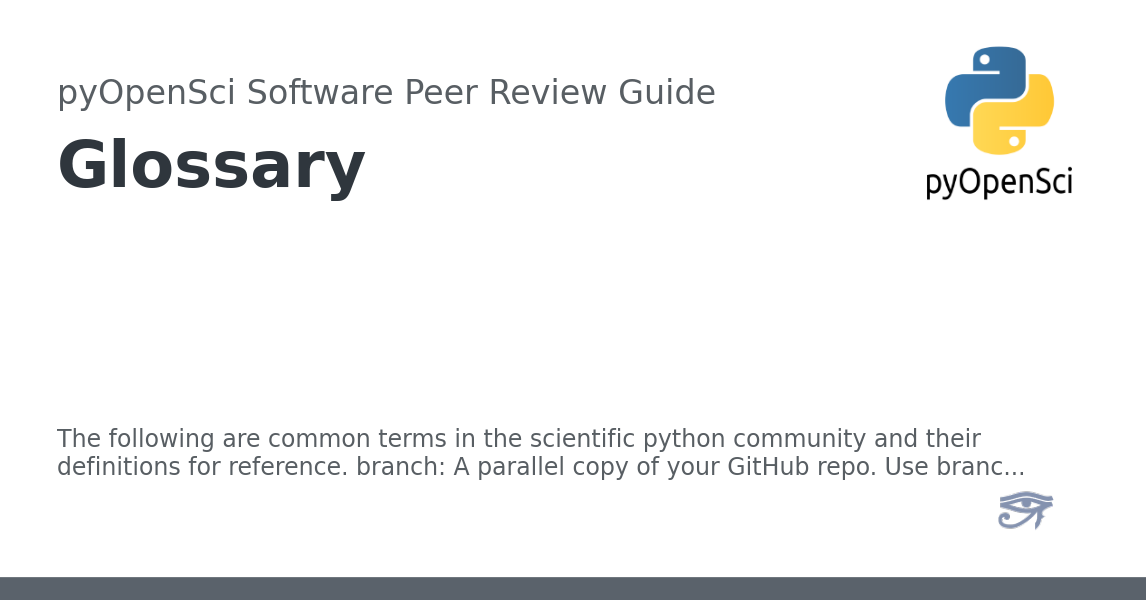 pyOpenSci Software Peer Review Guide
Glossary
pyOpenSci
The following are common terms in the scientific python community and their
definitions for reference. branch: A parallel copy of your GitHub repo. Use branc...